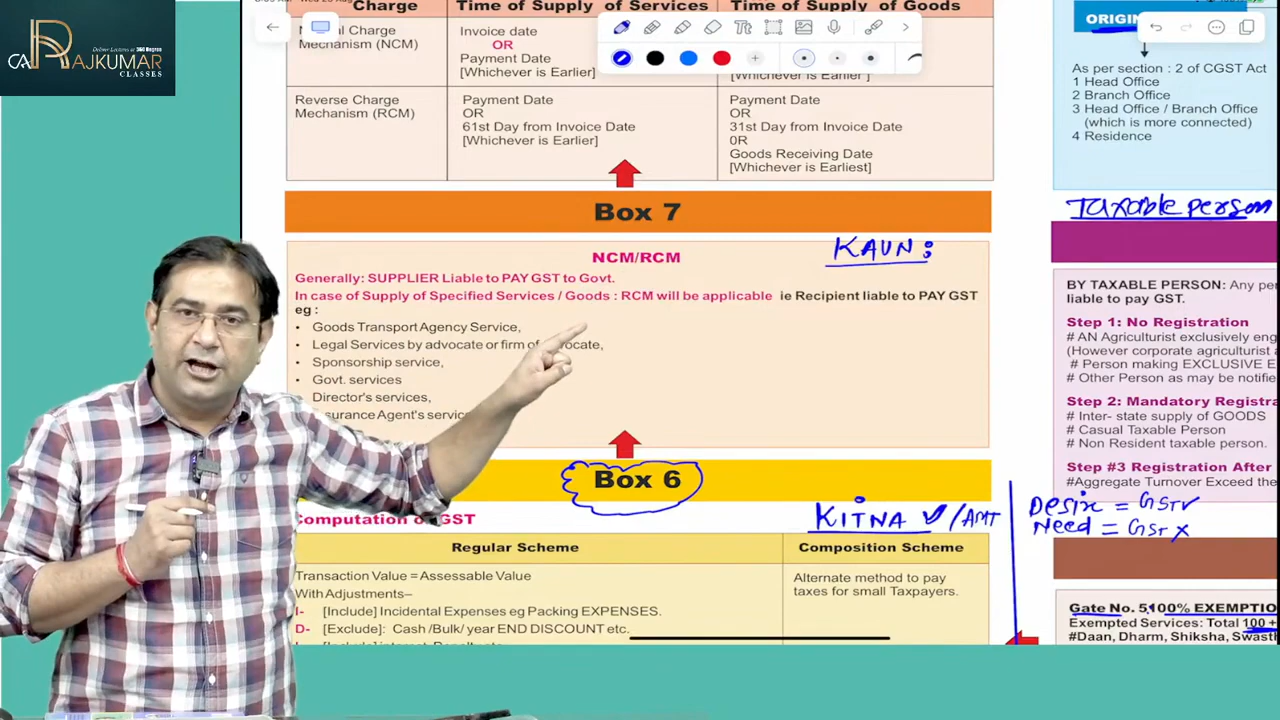 Deliver Lectures at 360 Degree
CA RAJKUMAR
CLASSES
Charge
Time of Supply of Services
Time of Supply of Goods
Charge
Mechanism (NCM)
Invoice date
OR
Payment Date
[Whichever is Earlier]
[Whichever is Earlier ]
Reverse Charge
Mechanism (RCM)
Payment Date
OR
61st Day from Invoice Date
[Whichever is Earlier]
Payment Date
OR
31st Day from Invoice Date
0R
Goods Receiving Date
[Whichever is Earliest]
Box 7
NCM/RCM
KAUN:
Generally: SUPPLIER Liable to PAY GST to Govt.
In case of Supply of Specified Services / Goods : RCM will be applicable ie Recipient liable to PAY GST
eg :
• Goods Transport Agency Service,
• Legal Services by advocate or firm of
• Sponsorship service,
• Govt. services
Director's services,
Agent's
Box 6
Computation of GST
KITNA ✓/AMT
Regular Scheme
Composition Scheme
Transaction Value = Assessable Value
With Adjustments–
I- [Include] Incidental Expenses eg Packing EXPENSES.
D- [Exclude]: Cash /Bulk/ year END DISCOUNT etc.
Alternate method to pay
taxes for small Taxpayers.
Tt
As per section : 2 of CGST Act
1 Head Office
2 Branch Office
3 Head Office / Branch Office
(which is more connected)
4 Residence
Taxable person
BY TAXABLE PERSON: Any
liable to pay GST.
Step 1: No Registration
# AN Agriculturist exclusively
(However corporate agriculturist
# Person making EXCLUSIVE
# Other Person as may be
Step 2: Mandatory
# Inter- state supply of GOODS
# Casual Taxable Person
# Non Resident taxable person.
Step #3 Registration After
#Aggregate Turnover Exceed
Desire = GST✓
Need = GST X
Gate No. 5 100%
Exempted Services: Total 100 +
#Daan, Dharm, Shiksha,